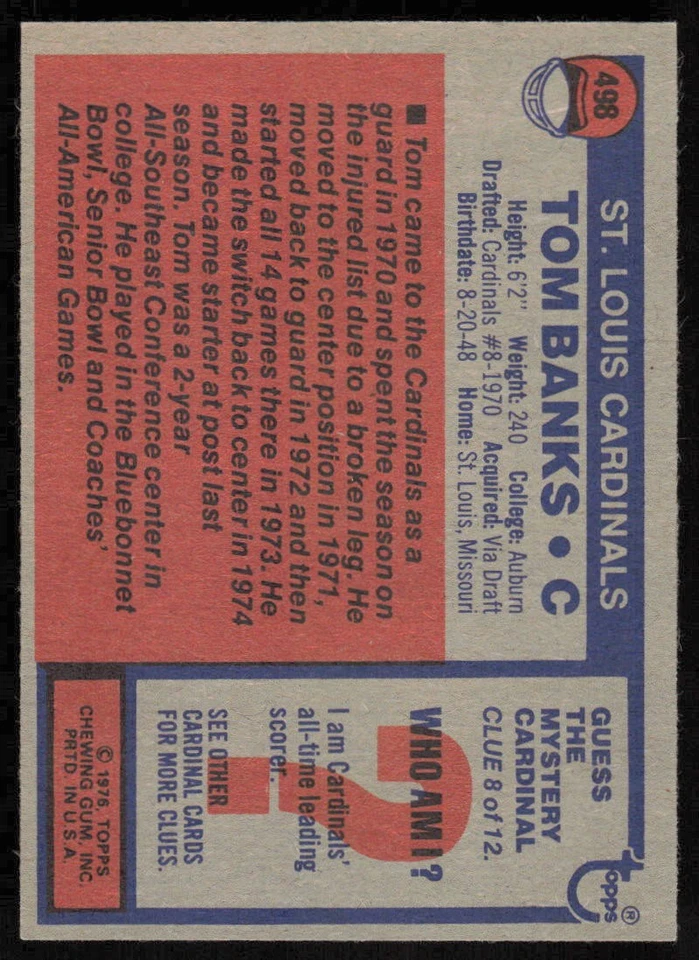 498
ST. LOUIS CARDINALS
TOM BANKS • C
Height: 6'2" Weight: 240 College: Auburn
Drafted: Cardinals #8-1970 Acquired: Via Draft
Birthdate: 8-20-48 Home: St. Louis, Missouri
■ Tom came to the Cardinals as a
guard in 1970 and spent the season on
the injured list due to a broken leg. He
moved to the center position in 1971,
moved back to guard in 1972 and then
started all 14 games there in 1973. He
made the switch back to center in 1974
and became starter at post last
season. Tom was a 2-year
All-Southeast Conference center in
college. He played in the Bluebonnet
Bowl, Senior Bowl and Coaches'
All-American Games.
topps®
GUESS
THE
MYSTERY
CARDINAL
CLUE 8 of 12.
WHO AM I?
I am Cardinals'
all-time leading
scorer.
SEE OTHER
CARDINAL CARDS
FOR MORE CLUES.
© 1976, TOPPS
CHEWING GUM, INC.
PRTD. IN U.S.A.